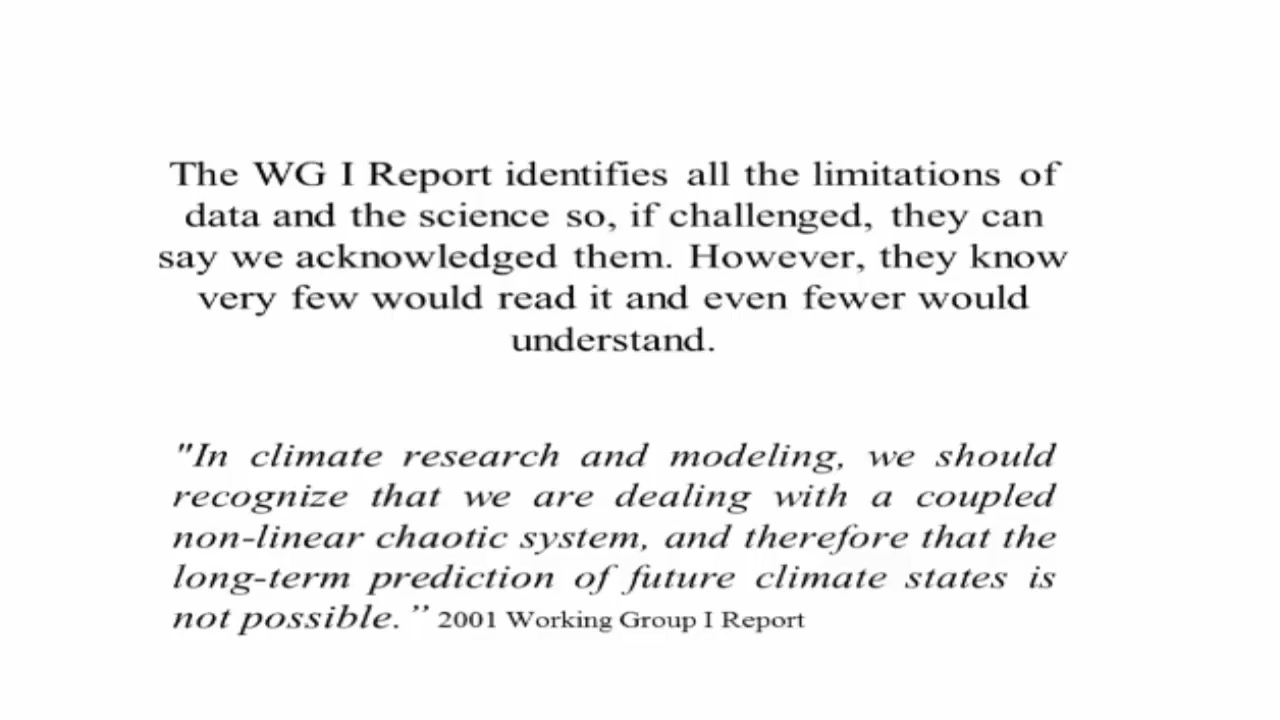 The WG I Report identifies all the limitations of
data and the science so, if challenged, they can
say we acknowledged them. However, they know
very few would read it and even fewer would
understand.
"In climate research and modeling, we should
recognize that we are dealing with a coupled
non-linear chaotic system, and therefore that the
long-term prediction of future climate states is
not possible.” 2001 Working Group I Report